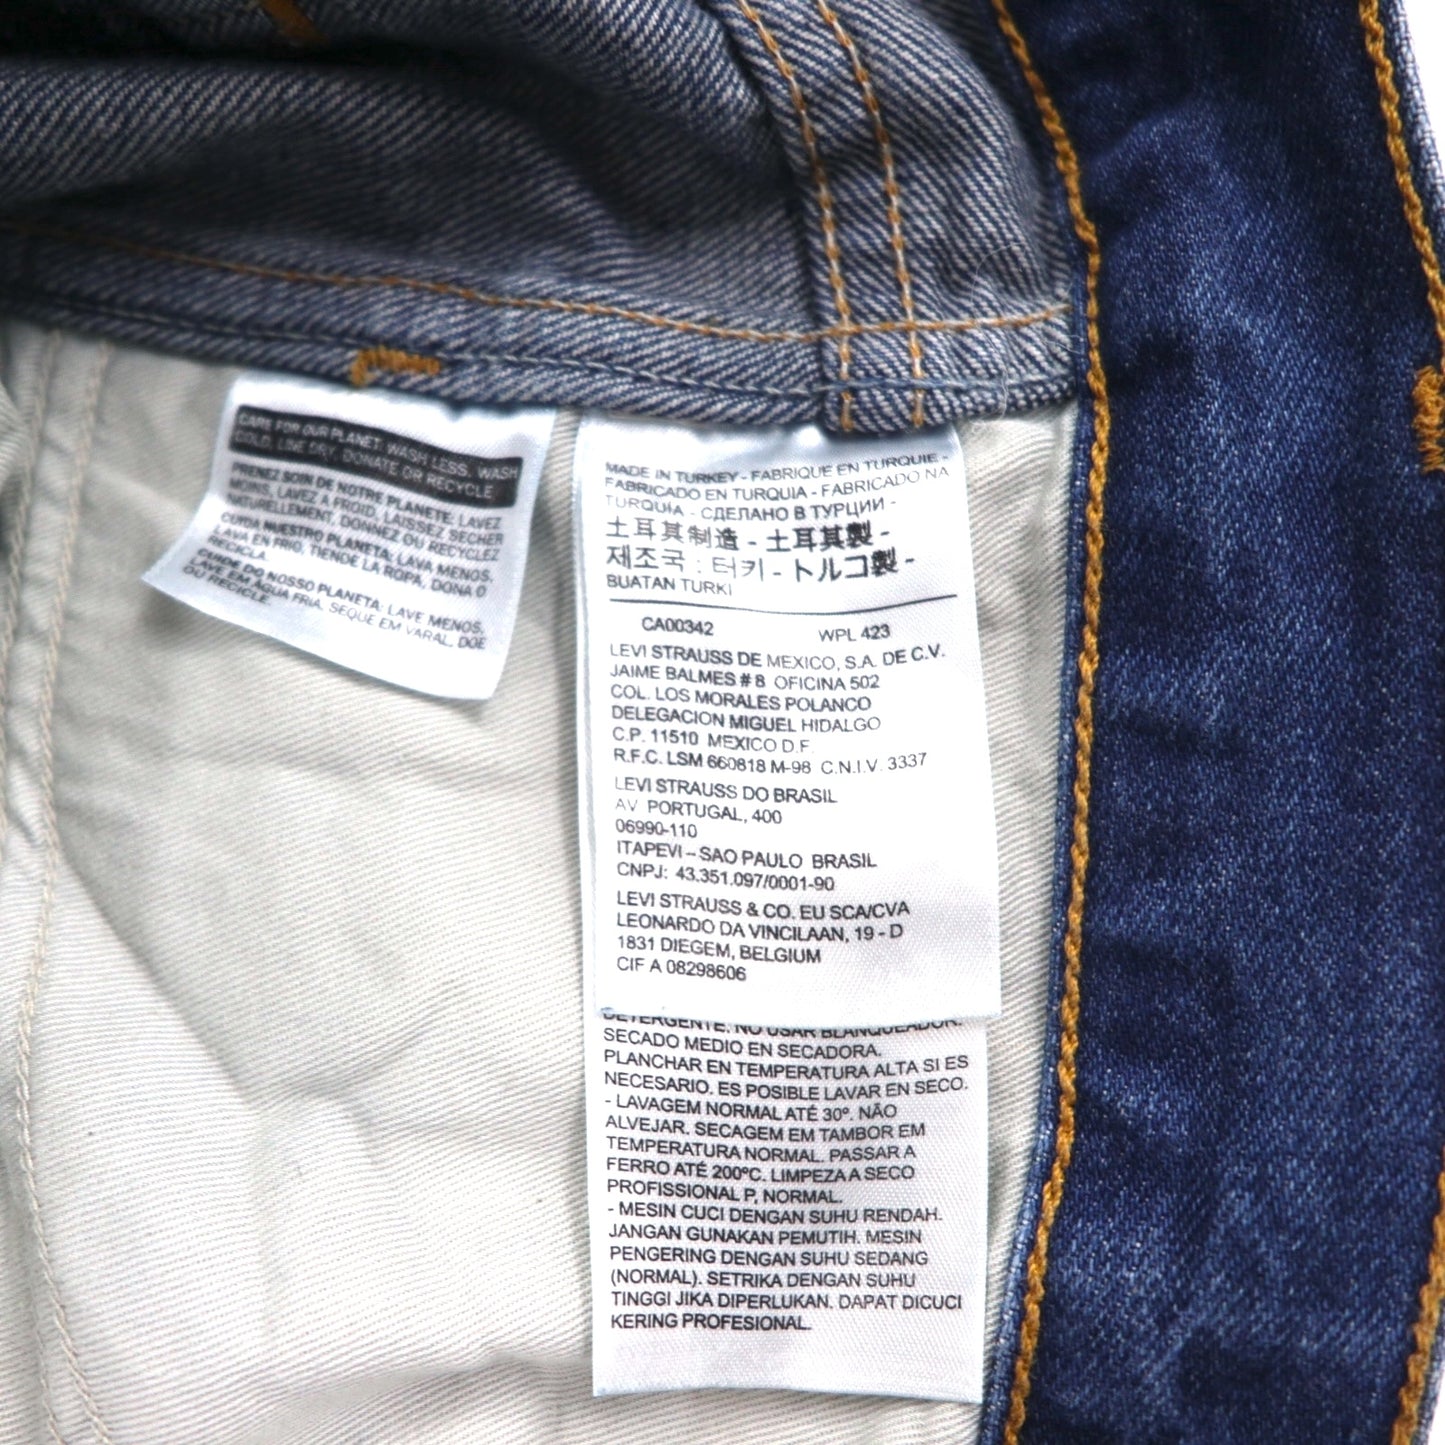 CARE FOR OUR PLANET. WASH LESS. WASH
COLD. LINE DRY. DONATE OR RECYCLE
PRENEZ SOIN DE NOTRE PLANETE: LAVEZ
MOINS, LAVEZ A FROID. LAISSEZ SECHER
NATURELLEMENT, DONNEZ OU RECYCLEZ
CUIDA NUESTRO PLANETA: LAVA MENOS,
LAVA EN FRIO, TIENDE LA ROPA, DONA O
RECICLA.
CUIDE DO NOSSO PLANETA: LAVE MENOS,
LAVE EM AGUA FRIA. SEQUE EM VARAL. DOE
OU RECICLE.
MADE IN TURKEY - FABRIQUE EN TURQUIE -
FABRICADO EN TURQUIA - FABRICADO NA
TURQUIA - СДЕЛАНО В ТУРЦИИ -
土耳其制造 - 土耳其製 -
제조국 : 터키 - トルコ製 -
BUATAN TURKI
CA00342 WPL 423
LEVI STRAUSS DE MEXICO, S.A. DE C.V.
JAIME BALMES # 8 OFICINA 502
COL. LOS MORALES POLANCO
DELEGACION MIGUEL HIDALGO
C.P. 11510 MEXICO D.F.
R.F.C. LSM 660818 M-98 C.N.I.V. 3337
LEVI STRAUSS DO BRASIL
AV PORTUGAL, 400
06990-110
ITAPEVI – SAO PAULO BRASIL
CNPJ: 43.351.097/0001-90
LEVI STRAUSS & CO. EU SCA/CVA
LEONARDO DA VINCILAAN, 19 - D
1831 DIEGEM, BELGIUM
CIF A 08298606
DETERGENTE. NO USAR BLANQUEADOR.
SECADO MEDIO EN SECADORA.
PLANCHAR EN TEMPERATURA ALTA SI ES
NECESARIO. ES POSIBLE LAVAR EN SECO.
- LAVAGEM NORMAL ATÉ 30º. NÃO
ALVEJAR. SECAGEM EM TAMBOR EM
TEMPERATURA NORMAL. PASSAR A
FERRO ATÉ 200ºC. LIMPEZA A SECO
PROFISSIONAL P, NORMAL.
- MESIN CUCI DENGAN SUHU RENDAH.
JANGAN GUNAKAN PEMUTIH. MESIN
PENGERING DENGAN SUHU SEDANG
(NORMAL). SETRIKA DENGAN SUHU
TINGGI JIKA DIPERLUKAN. DAPAT DICUCI
KERING PROFESIONAL.